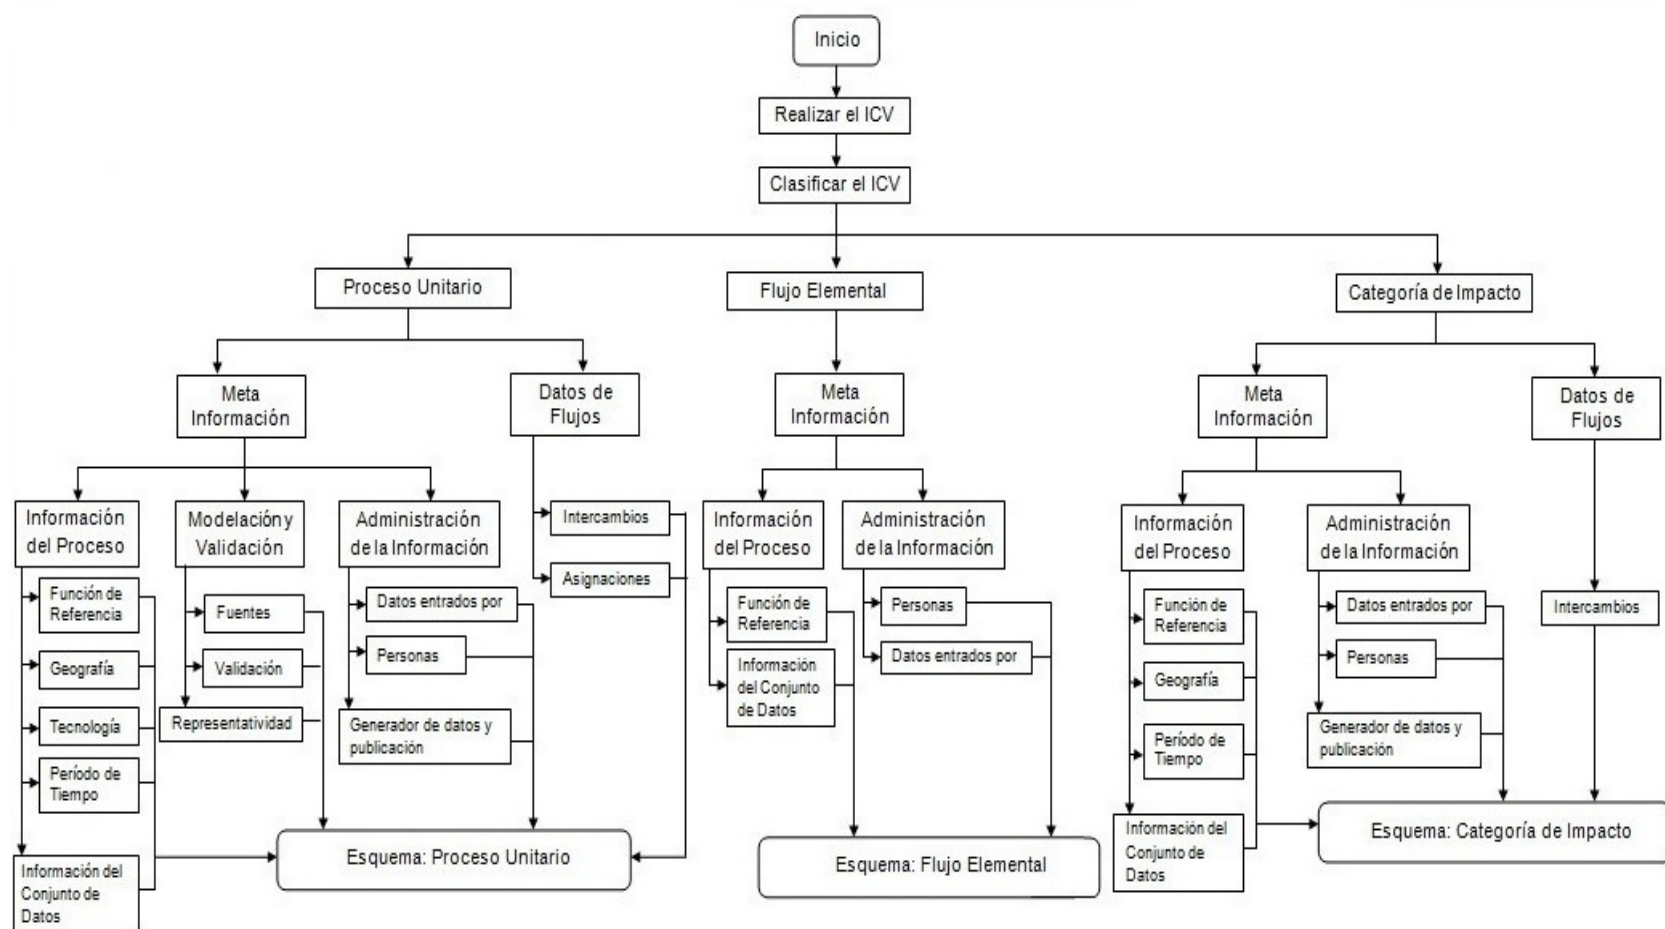 Inicio
Realizar el ICV
Clasificar el ICV
Proceso Unitario
Flujo Elemental
Categoría de Impacto
Meta
Información
Datos de
Flujos
Meta
Información
Meta
Información
Datos de
Flujos
Información
del Proceso
Modelación y
Validación
Administración
de la Información
Intercambios
Asignaciones
Información
del Proceso
Administración
de la Información
Información
del Proceso
Administración
de la Información
Función de
Referencia
Geografía
Tecnología
Período de
Tiempo
Información del
Conjunto de
Datos
Fuentes
Validación
Representatividad
Datos entrados por
Personas
Generador de datos y
publicación
Función de
Referencia
Información
del Conjunto
de Datos
Personas
Datos entrados por
Función de
Referencia
Geografía
Período de
Tiempo
Información del
Conjunto de
Datos
Datos entrados por
Personas
Generador de datos y
publicación
Intercambios
Esquema: Proceso Unitario
Esquema: Flujo Elemental
Esquema: Categoría de Impacto